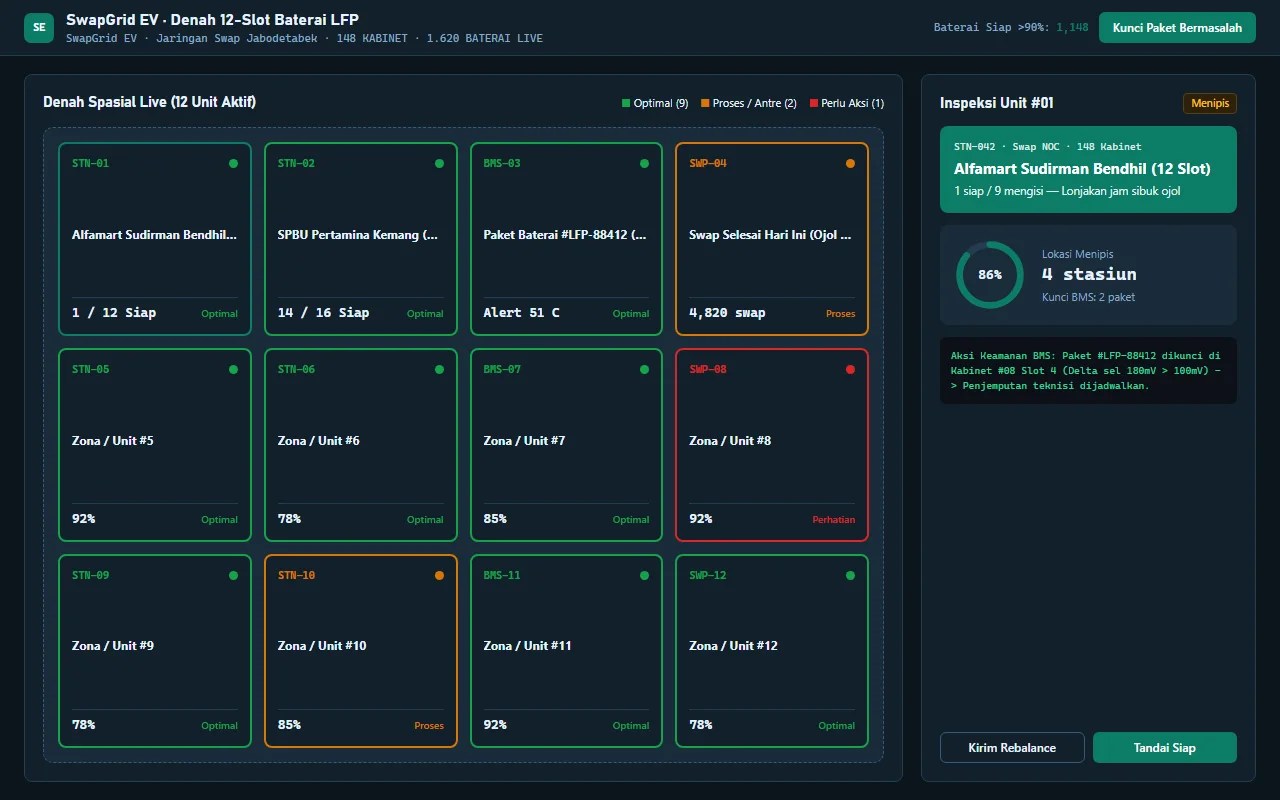 SE
SwapGrid EV · Denah 12-Slot Baterai LFP
SwapGrid EV · Jaringan Swap Jabodetabek · 148 KABINET · 1.620 BATERAI LIVE
Baterai Siap >90%: 1,148
Kunci Paket Bermasalah
Denah Spasial Live (12 Unit Aktif)
Optimal (9)
Proses / Antre (2)
Perlu Aksi (1)
STN-01
Alfamart Sudirman Bendhil...
1 / 12 Siap
Optimal
STN-02
SPBU Pertamina Kemang (...
14 / 16 Siap
Optimal
BMS-03
Paket Baterai #LFP-88412 (...
Alert 51 C
Optimal
SWP-04
Swap Selesai Hari Ini (Ojol ...
4,820 swap
Proses
STN-05
Zona / Unit #5
92%
Optimal
STN-06
Zona / Unit #6
78%
Optimal
BMS-07
Zona / Unit #7
85%
Optimal
SWP-08
Zona / Unit #8
92%
Perhatian
STN-09
Zona / Unit #9
78%
Optimal
STN-10
Zona / Unit #10
85%
Proses
BMS-11
Zona / Unit #11
92%
Optimal
SWP-12
Zona / Unit #12
78%
Optimal
Inspeksi Unit #01
Menipis
STN-042 · Swap NOC · 148 Kabinet
Alfamart Sudirman Bendhil (12 Slot)
1 siap / 9 mengisi — Lonjakan jam sibuk ojol
86%
Lokasi Menipis
4 stasiun
Kunci BMS: 2 paket
Aksi Keamanan BMS: Paket #LFP-88412 dikunci di
Kabinet #08 Slot 4 (Delta sel 180mV > 100mV) -
> Penjemputan teknisi dijadwalkan.
Kirim Rebalance
Tandai Siap